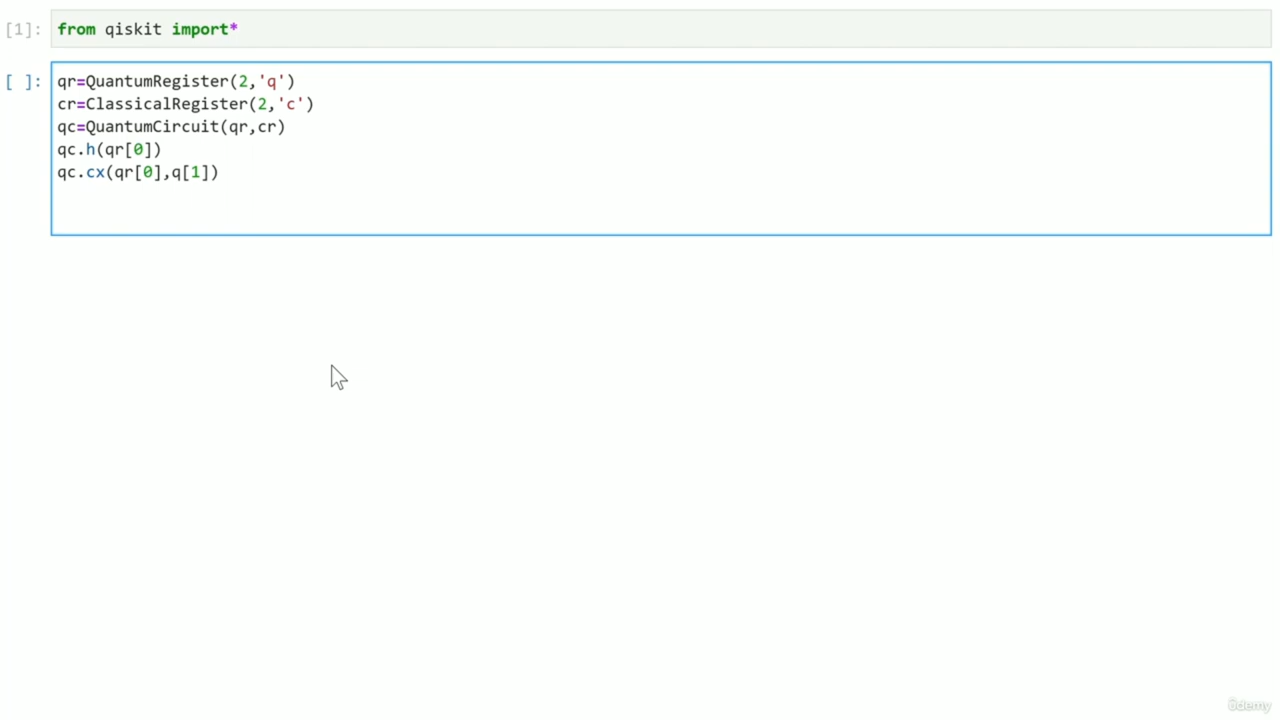 [1]: from qiskit import*
[ ]: qr=QuantumRegister(2,'q')
cr=ClassicalRegister(2,'c')
qc=QuantumCircuit(qr,cr)
qc.h(qr[0])
qc.cx(qr[0],q[1])
ûdemy